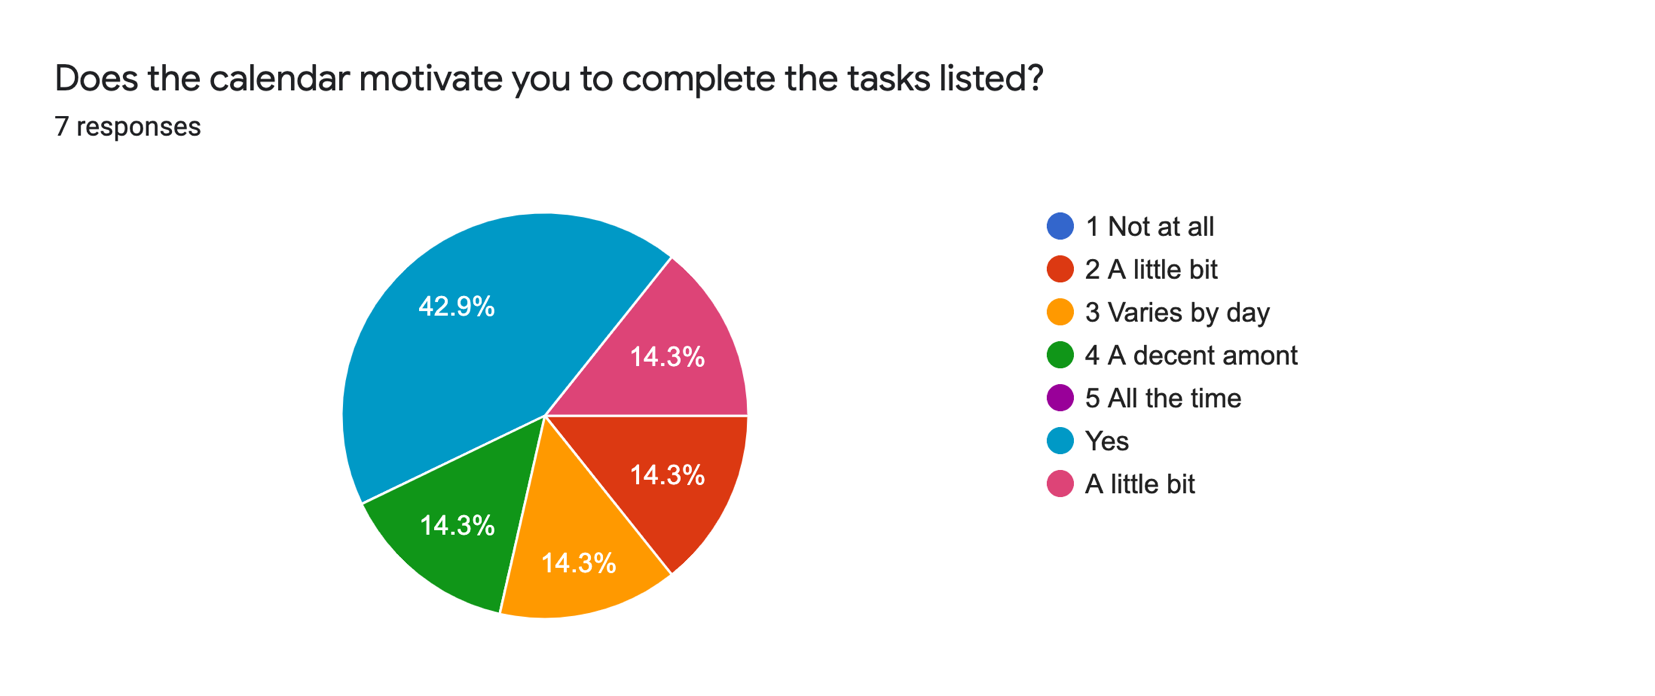 Does the calendar motivate you to complete the tasks listed?
7 responses
42.9%
14.3%
14.3%
14.3%
14.3%
1 Not at all
2 A little bit
3 Varies by day
4 A decent amont
5 All the time
Yes
A little bit